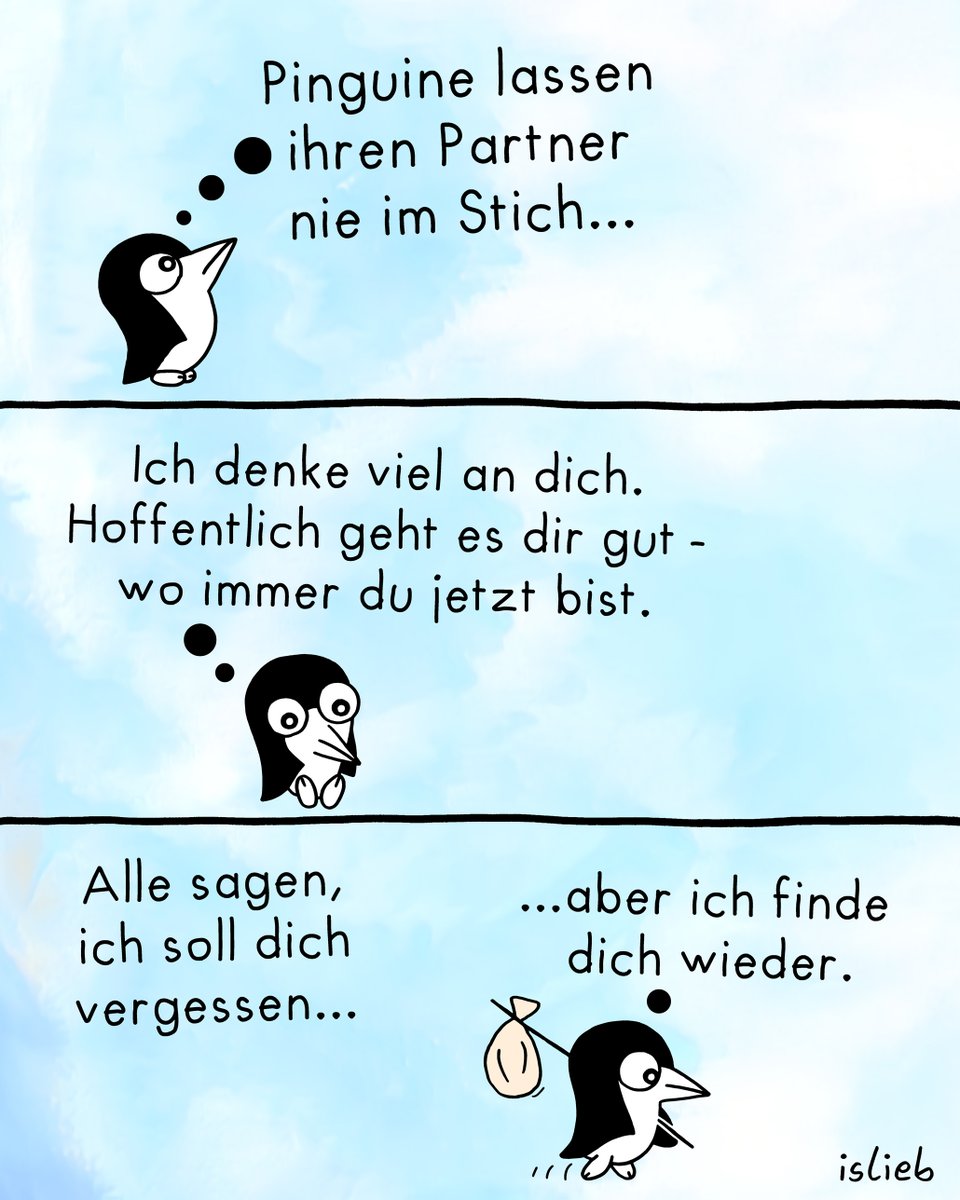 Pinguine lassen
ihren Partner
nie im Stich...
Ich denke viel an dich.
Hoffentlich geht es dir gut -
wo immer du jetzt bist.
Alle sagen,
ich soll dich
vergessen...
...aber ich finde
dich wieder.
islieb